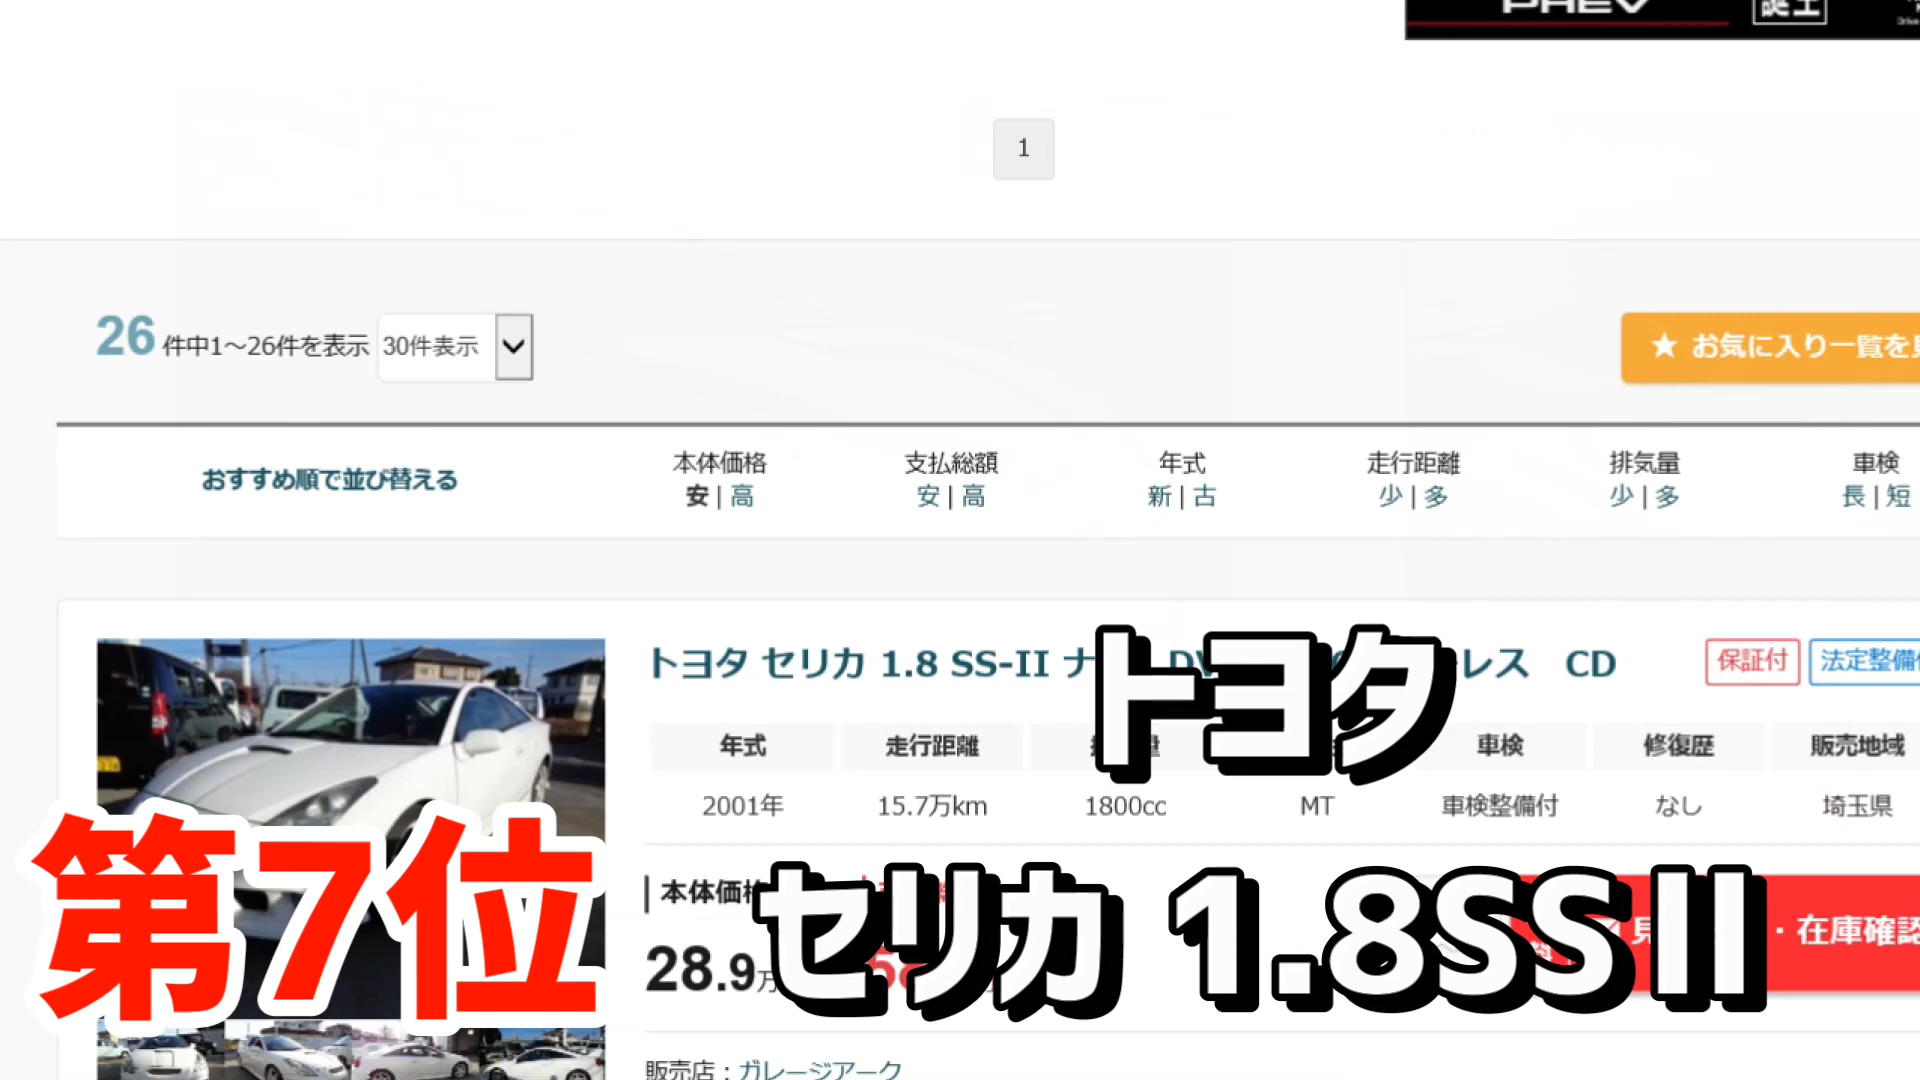 PHEV 誕生
1
26件中1～26件を表示 30件表示
★ お気に入り一覧を
おすすめ順で並び替える
本体価格 支払総額 年式 走行距離 排気量 車検
安 | 高 安 | 高 新 | 古 少 | 多 少 | 多 長 | 短
トヨタ セリカ 1.8 SS-II ナ レス CD 保証付 法定整備
トヨタ
年式 走行距離 車検 修復歴 販売地域
2001年 15.7万km 1800cc MT 車検整備付 なし 埼玉県
第7位
本体価格
28.9万
セリカ 1.8SSⅡ
・在庫確認
販売店：ガレージアーク